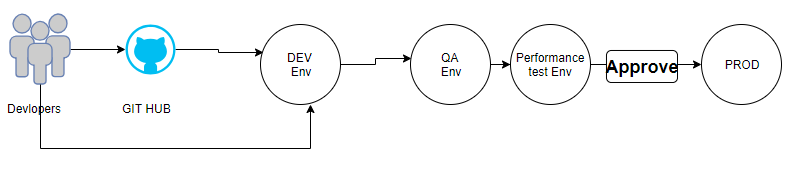 DEV
Env
QA
Env
Performance
test Env
Approve
PROD
Devlopers
GIT HUB